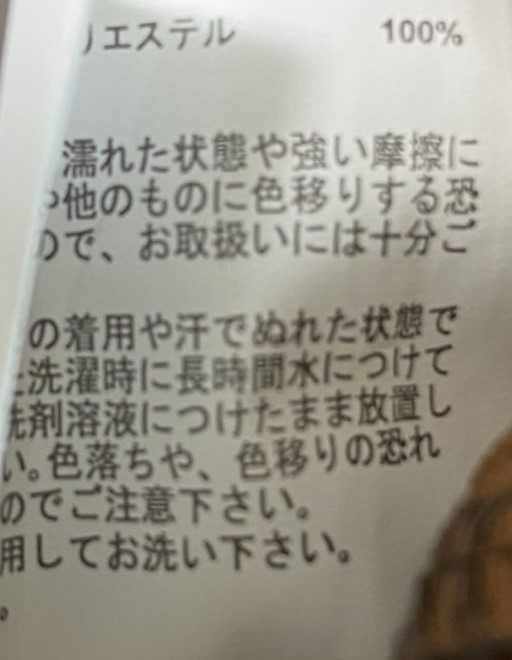 リエステル 100%
濡れた状態や強い摩擦に
や他のものに色移りする恐
ので、お取扱いには十分ご
の着用や汗でぬれた状態で
た洗濯時に長時間水につけて
洗剤溶液につけたまま放置し
い。色落ちや、色移りの恐れ
のでご注意下さい。
用してお洗い下さい。
。